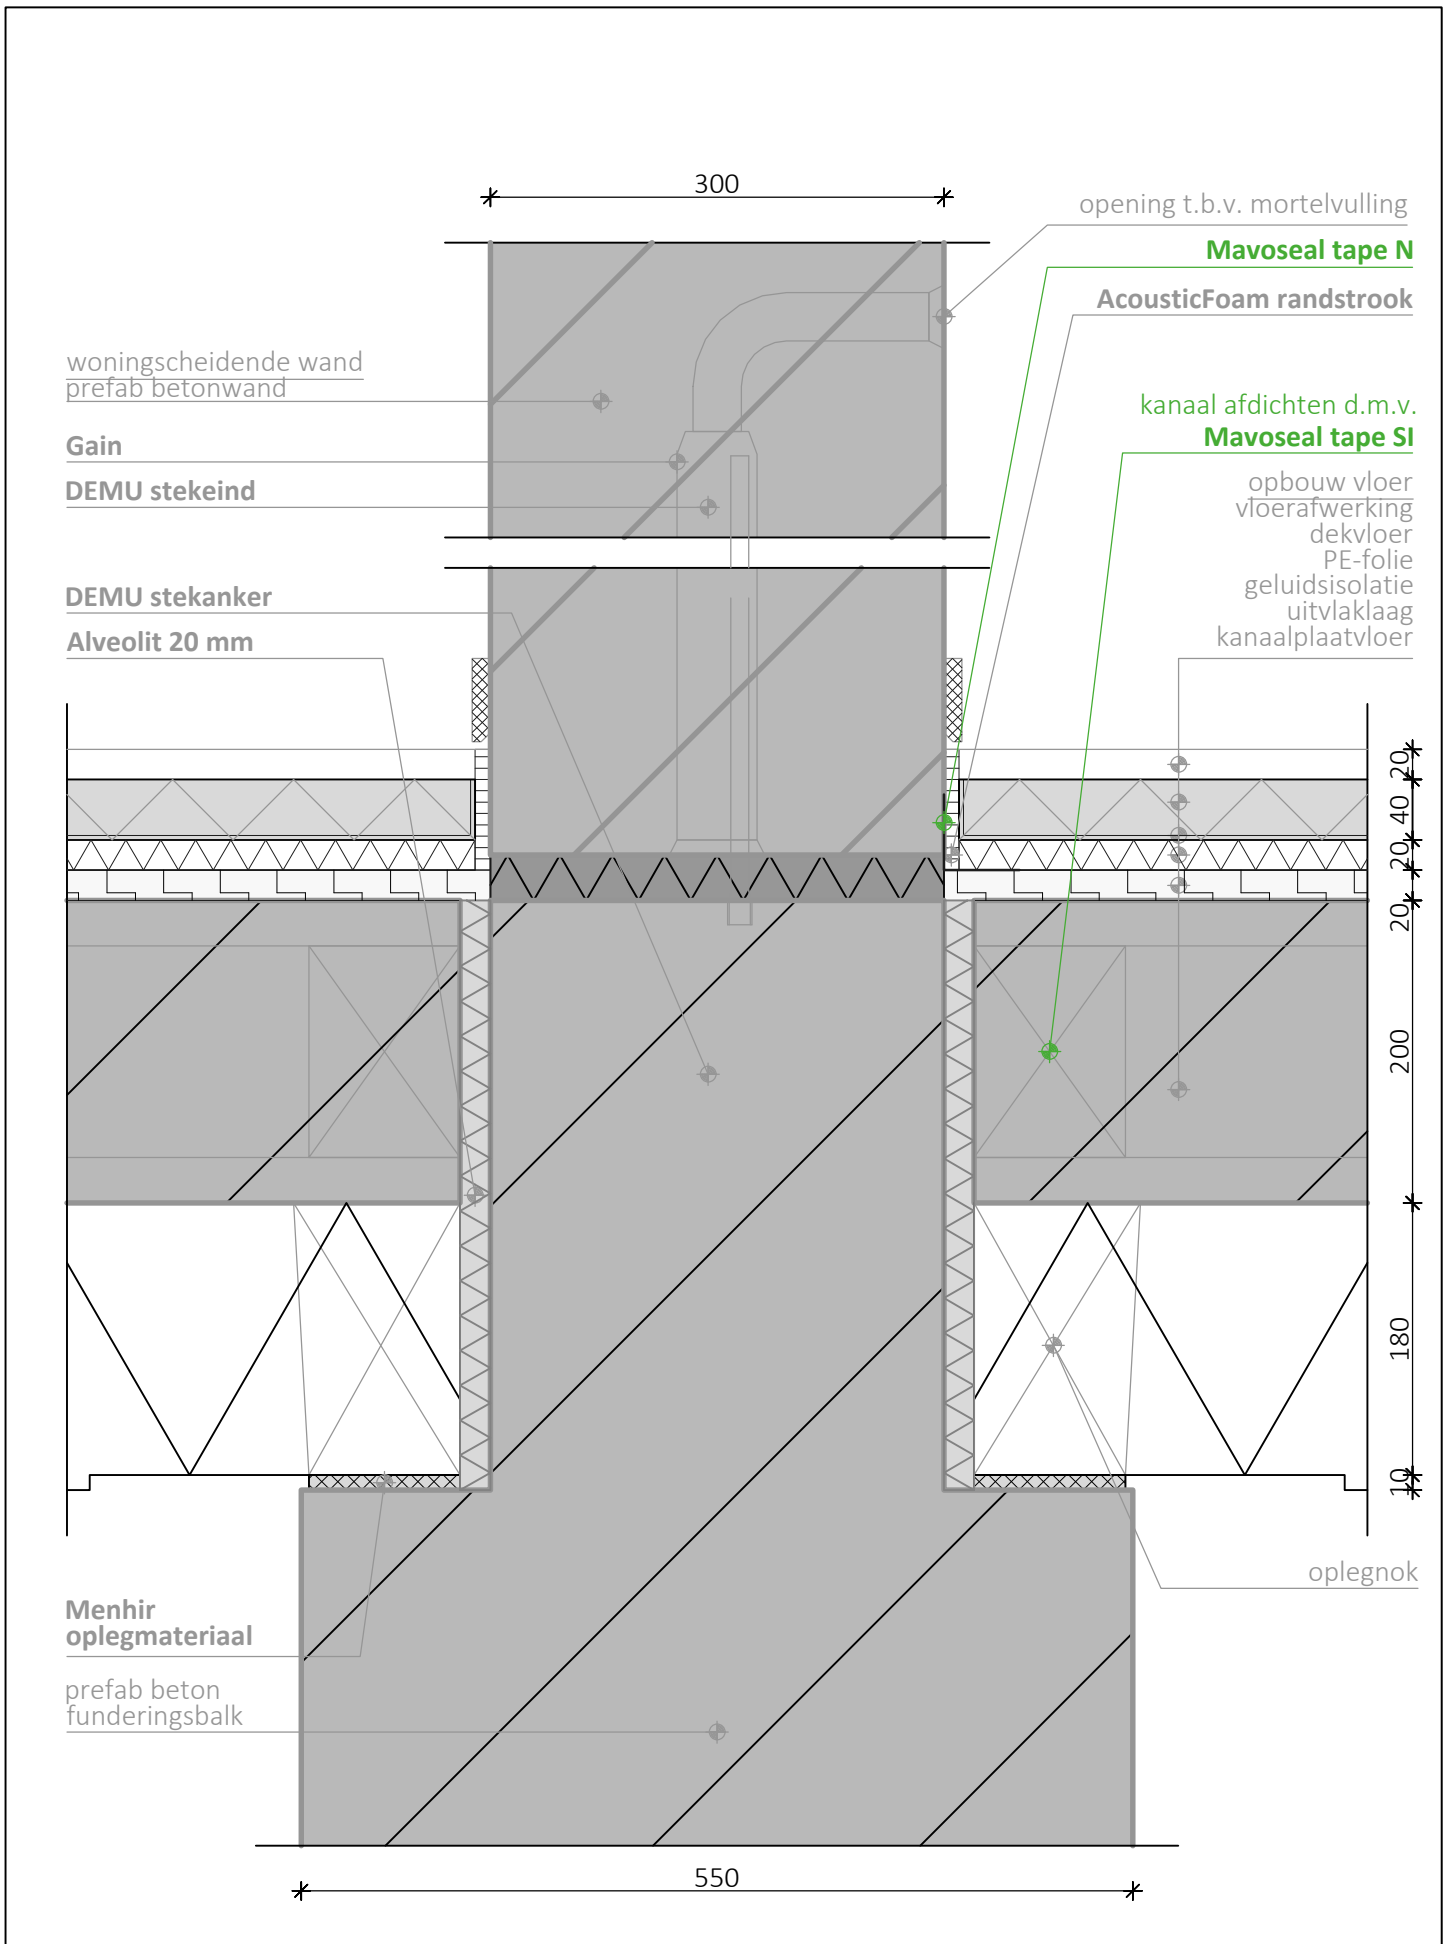 300
opening t.b.v. mortelvulling
Mavoseal tape N
AcousticFoam randstrook
woningscheidende wand
prefab betonwand
Gain
DEMU stekeind
kanaal afdichten d.m.v.
Mavoseal tape SI
opbouw vloer
vloerafwerking
dekvloer
PE-folie
geluidsisolatie
uitvlaklaag
kanaalplaatvloer
DEMU stekanker
Alveolit 20 mm
20
40
20
20
200
180
10
oplegnok
Menhir
oplegmateriaal
prefab beton
funderingsbalk
550